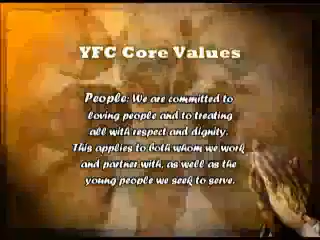 YFC Core Values
People: We are committed to
loving people and to treating
all with respect and dignity.
This applies to both whom we work
and partner with, as well as the
young people we seek to serve.